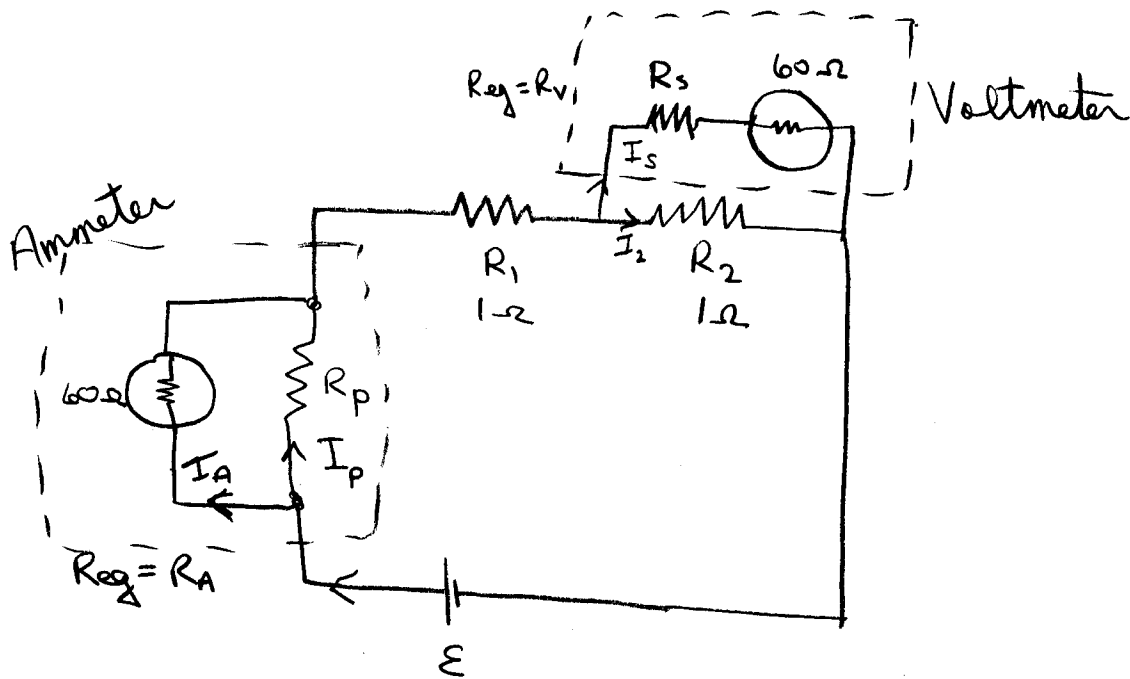 60Ω
Rs
Req = Rv
Voltmeter
Is
Ammeter
I2
R1
R2
1Ω
1Ω
60Ω
Rp
IA
Ip
Req = RA
ε